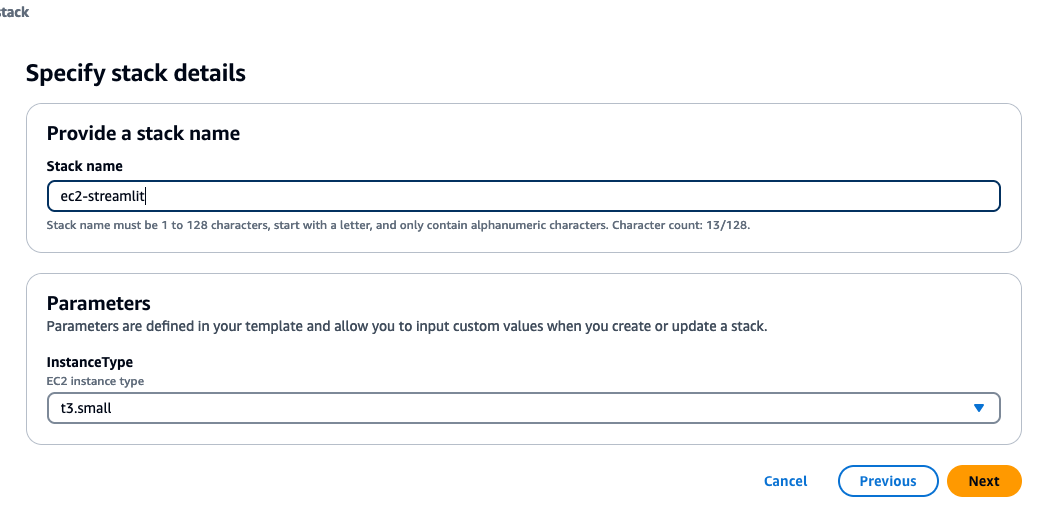 stack
Specify stack details
Provide a stack name
Stack name
ec2-streamlit
Stack name must be 1 to 128 characters, start with a letter, and only contain alphanumeric characters. Character count: 13/128.
Parameters
Parameters are defined in your template and allow you to input custom values when you create or update a stack.
InstanceType
EC2 instance type
t3.small
Cancel Previous Next